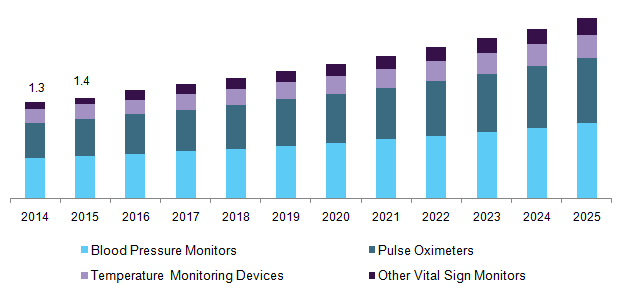 1.3
1.4
2014 2015 2016 2017 2018 2019 2020 2021 2022 2023 2024 2025
Blood Pressure Monitors Pulse Oximeters
Temperature Monitoring Devices Other Vital Sign Monitors